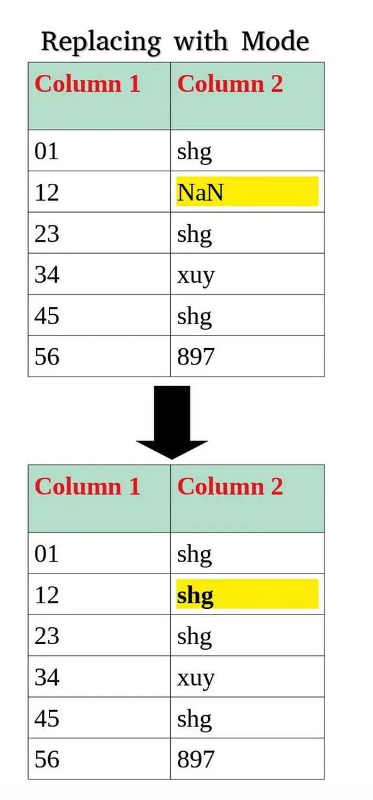 Replacing with Mode
Column 1 Column 2
01 shg
12 NaN
23 shg
34 xuy
45 shg
56 897
Column 1 Column 2
01 shg
12 shg
23 shg
34 xuy
45 shg
56 897